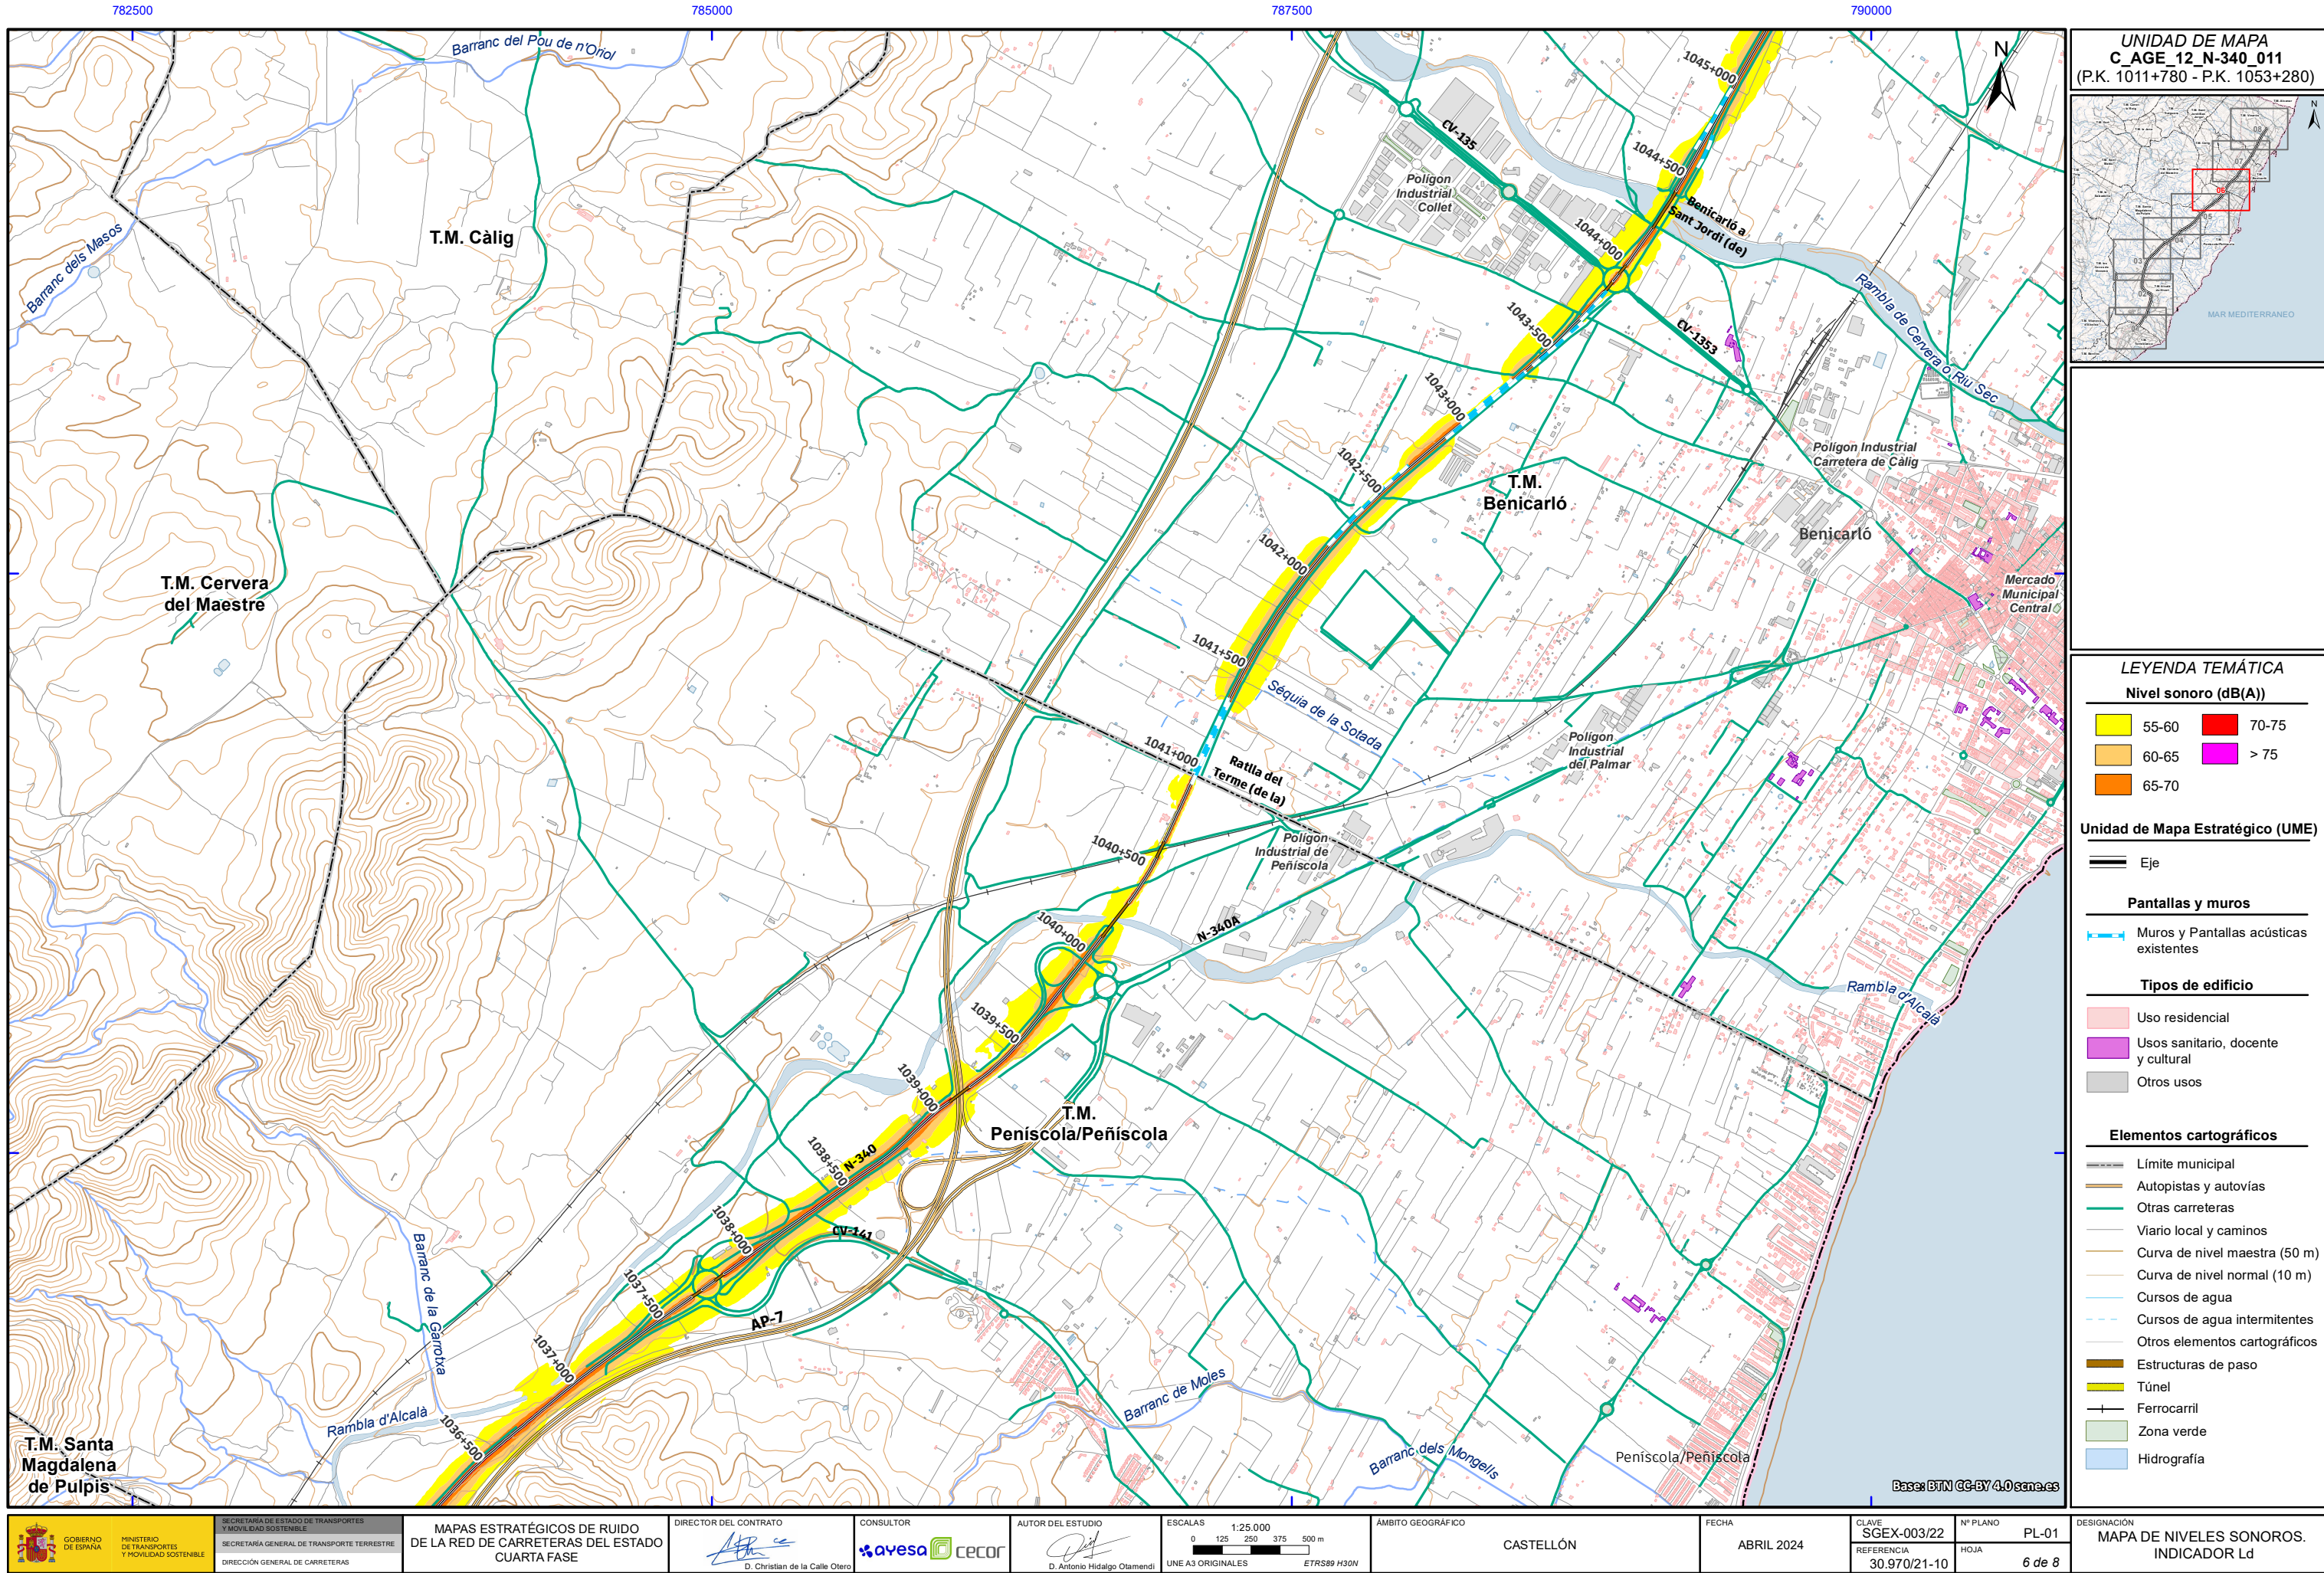 782500
785000
787500
790000
Barranc del Pou de n'Oriol
Barranc dels Masos
T.M. Càlig
T.M. Cervera
del Maestre
T.M. Santa
Magdalena
de Pulpis
Barranc de la Garrotxa
Rambla d'Alcalà
1036+500
1037+000
1037+500
1038+000
1038+500
1039+000
1039+500
1040+000
1040+500
1041+000
1041+500
1042+000
1042+500
1043+000
1043+500
1044+000
1044+500
1045+000
N-340
CV-141
AP-7
T.M.
Peníscola/Peñíscola
N-340A
Polígon
Industrial de
Peñíscola
Ratlla del
Terme (de la)
Séquia de la Sotada
Polígon
Industrial
del Palmar
T.M.
Benicarló
CV-135
Polígon
Industrial
Collet
Benicarló a
Sant Jordi (de)
CV-1353
Rambla de Cervera o Riu Sec
Polígon Industrial
Carretera de Càlig
Benicarló
Mercado
Municipal
Central
Rambla d'Alcalà
Barranc de Moles
Barranc dels Mongells
Peníscola/Peñíscola
Base: BTN CC-BY 4.0 scne.es
N
UNIDAD DE MAPA
C_AGE_12_N-340_011
(P.K. 1011+780 - P.K. 1053+280)
N
08
07
06
05
04
03
02
MAR MEDITERRANEO
LEYENDA TEMÁTICA
Nivel sonoro (dB(A))
55-60
70-75
60-65
> 75
65-70
Unidad de Mapa Estratégico (UME)
Eje
Pantallas y muros
Muros y Pantallas acústicas
existentes
Tipos de edificio
Uso residencial
Usos sanitario, docente
y cultural
Otros usos
Elementos cartográficos
Límite municipal
Autopistas y autovías
Otras carreteras
Viario local y caminos
Curva de nivel maestra (50 m)
Curva de nivel normal (10 m)
Cursos de agua
Cursos de agua intermitentes
Otros elementos cartográficos
Estructuras de paso
Túnel
Ferrocarril
Zona verde
Hidrografía
GOBIERNO
DE ESPAÑA
MINISTERIO
DE TRANSPORTES
Y MOVILIDAD SOSTENIBLE
SECRETARÍA DE ESTADO DE TRANSPORTES
Y MOVILIDAD SOSTENIBLE
SECRETARÍA GENERAL DE TRANSPORTE TERRESTRE
DIRECCIÓN GENERAL DE CARRETERAS
MAPAS ESTRATÉGICOS DE RUIDO
DE LA RED DE CARRETERAS DEL ESTADO
CUARTA FASE
DIRECTOR DEL CONTRATO
D. Christian de la Calle Otero
CONSULTOR
ayesa cecor
AUTOR DEL ESTUDIO
D. Antonio Hidalgo Otamendi
ESCALAS
1:25.000
0 125 250 375 500 m
UNE A3 ORIGINALES
ETRS89 H30N
ÁMBITO GEOGRÁFICO
CASTELLÓN
FECHA
ABRIL 2024
CLAVE
SGEX-003/22
REFERENCIA
30.970/21-10
Nº PLANO
PL-01
HOJA
6 de 8
DESIGNACIÓN
MAPA DE NIVELES SONOROS.
INDICADOR Ld